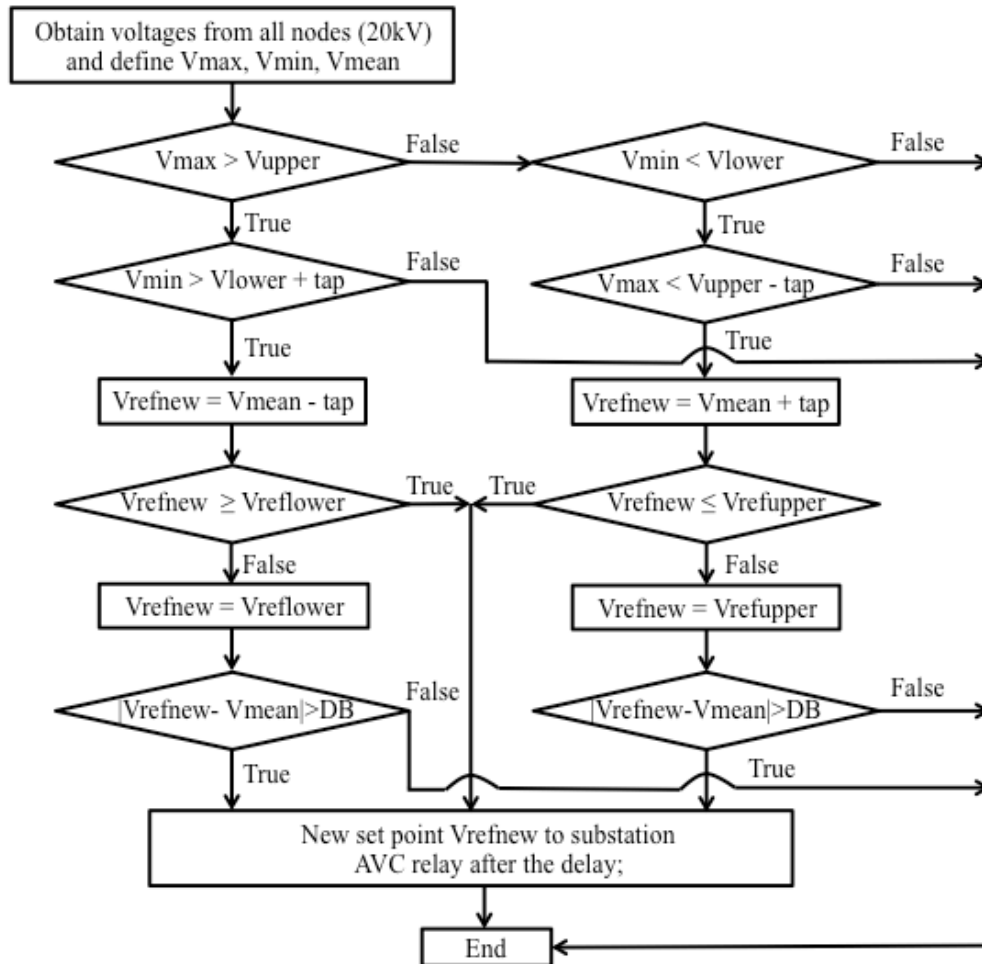 Obtain voltages from all nodes (20kV)
and define Vmax, Vmin, Vmean
Vmax > Vupper
False
Vmin < Vlower
False
True
True
Vmin > Vlower + tap
False
Vmax < Vupper - tap
False
True
True
Vrefnew = Vmean - tap
Vrefnew = Vmean + tap
Vrefnew ≥ Vreflower
True
True
Vrefnew ≤ Vrefupper
False
False
Vrefnew = Vreflower
Vrefnew = Vrefupper
|Vrefnew- Vmean|>DB
False
|Vrefnew-Vmean|>DB
False
True
True
New set point Vrefnew to substation
AVC relay after the delay;
End